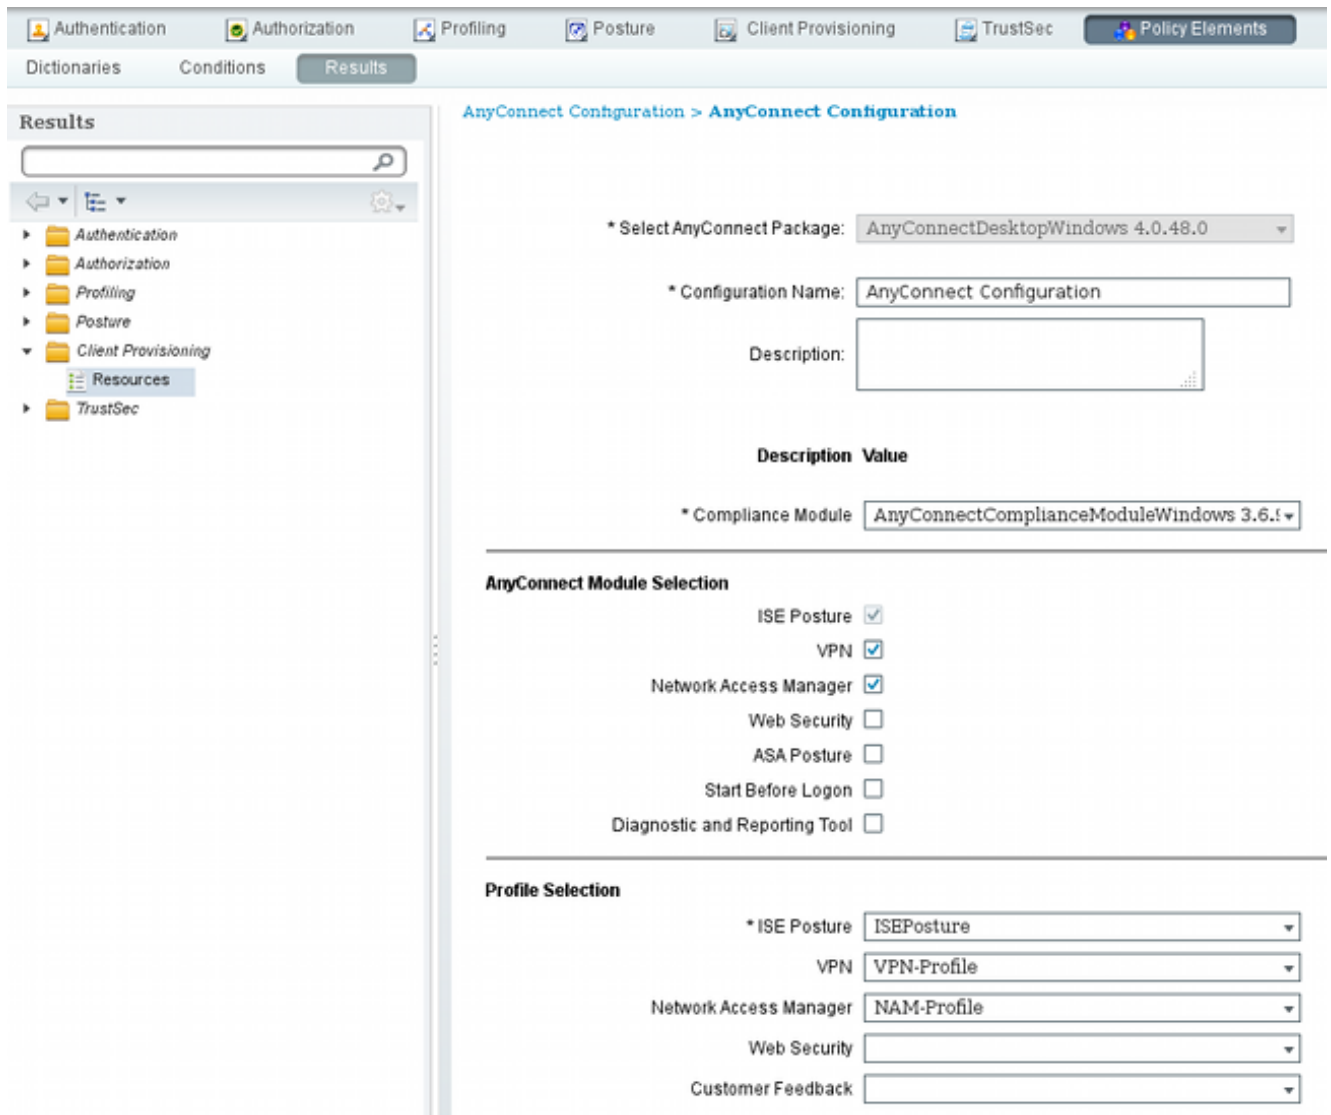 Authentication Authorization Profiling Posture Client Provisioning TrustSec Policy Elements
Dictionaries Conditions Results
Results
Authentication
Authorization
Profiling
Posture
Client Provisioning
Resources
TrustSec
AnyConnect Configuration > AnyConnect Configuration
* Select AnyConnect Package: AnyConnectDesktopWindows 4.0.48.0
* Configuration Name: AnyConnect Configuration
Description:
Description Value
* Compliance Module AnyConnectComplianceModuleWindows 3.6.9
AnyConnect Module Selection
ISE Posture
VPN
Network Access Manager
Web Security
ASA Posture
Start Before Logon
Diagnostic and Reporting Tool
Profile Selection
* ISE Posture ISEPosture
VPN VPN-Profile
Network Access Manager NAM-Profile
Web Security
Customer Feedback